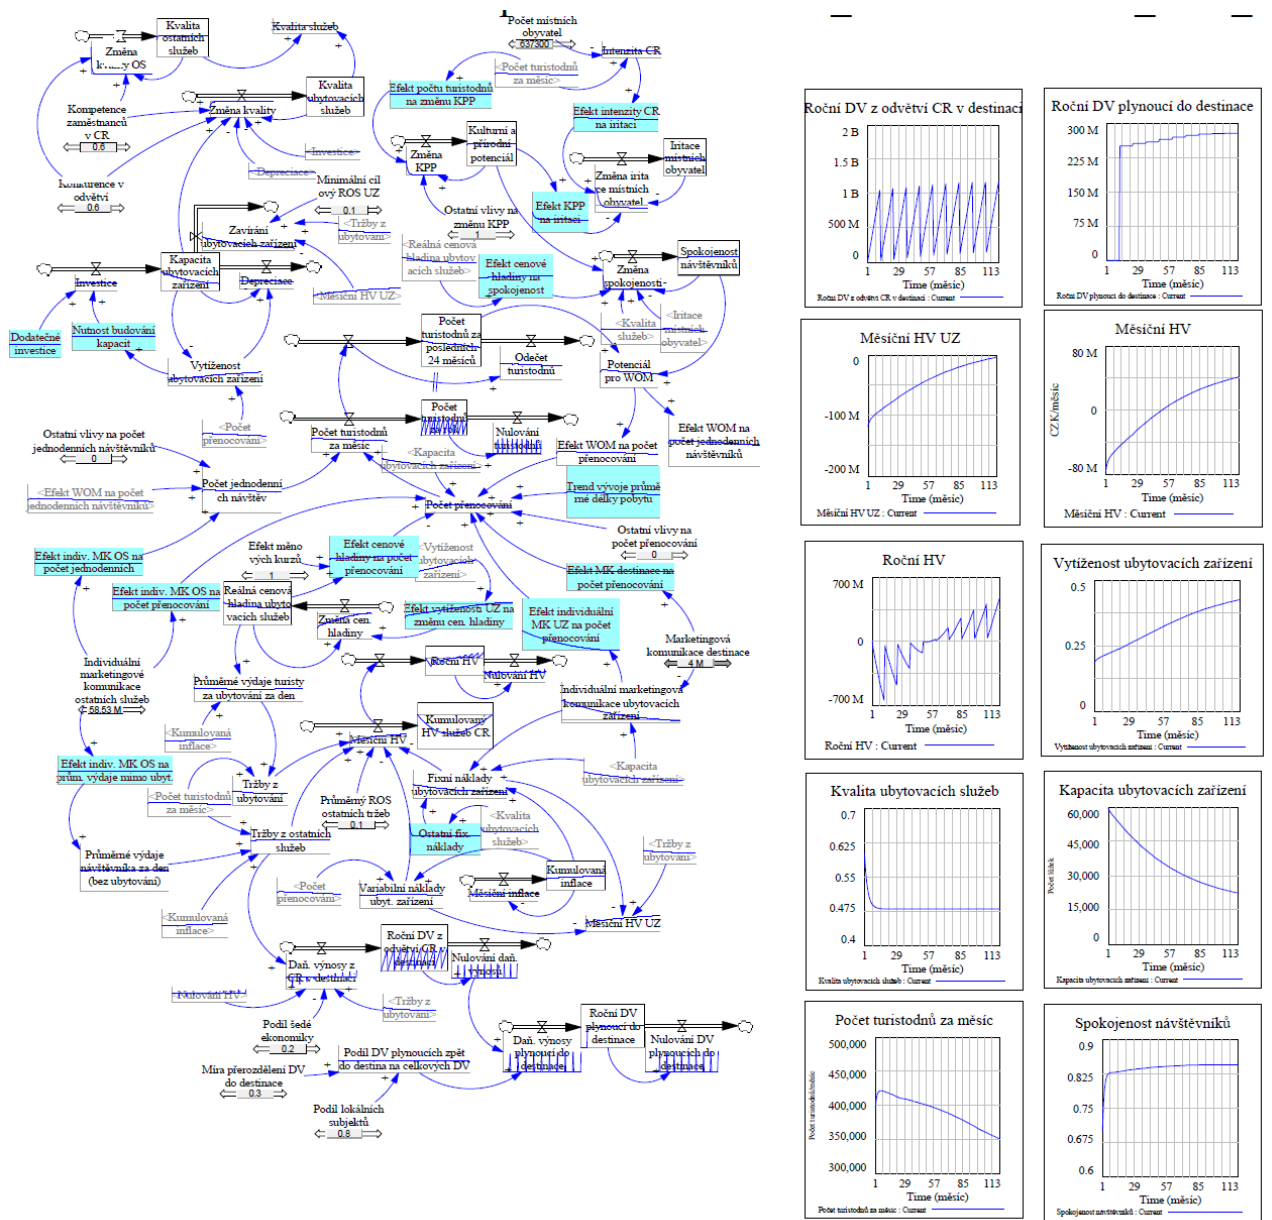 Kvalita
ostatních
služeb
Kvalita služeb
Změna
kvality OS
Kvalita
ubytovacích
služeb
Změna kvality
Kompetence
zaměstnanců
v CR
0.6
<Investice>
<Depreciace>
Konkurence v
odvětví
0.6
Minimální cíl
ový ROS UZ
0.1
Zavírání
ubytovacích zařízení
<Tržby z
ubytování>
Kapacita
ubytovacích
zařízení
Investice
Depreciace
<Měsíční HV UZ>
Dodatečné
investice
Nutnost budování
kapacit
Vytíženost
ubytovacích zařízení
<Počet
přenocování>
Počet místních
obyvatel
637300
Intenzita CR
<Počet turistodnů
za měsíc>
Efekt počtu turistodnů
na změnu KPP
Efekt intenzity CR
na iritaci
Kulturní a
přírodní
potenciál
Změna
KPP
Iritace
místních
obyvatel
Změna irita
ce místních
obyvatel
Efekt KPP
na iritaci
Ostatní vlivy na
změnu KPP
1
<Reálná cenová
hladina ubytov
acích služeb>
Efekt cenové
hladiny na
spokojenost
Změna
spokojenosti
Spokojenost
návštěvníků
<Kvalita
služeb>
<Iritace
místních
obyvatel>
Počet
turistodnů za
posledních
24 měsíců
Odečet
turistodnů
Potenciál
pro WOM
Počet
turistodnů
za rok
Počet turistodnů
za měsíc
Nulování
turistodnů
<Kapacita
ubytovacích zařízení>
Efekt WOM na počet
přenocování
Efekt WOM na
počet jednodenních
návštěvníků
Ostatní vlivy na počet
jednodenních návštěvníků
0
<Efekt WOM na počet
jednodenních návštěvníků>
Počet jednodenní
ch návštěv
Trend vývoje průmě
rné délky pobytu
Počet přenocování
Ostatní vlivy na
počet přenocování
0
Efekt indiv. MK OS na
počet jednodenních
Efekt indiv. MK OS na
počet přenocování
Efekt měno
vých kurzů
1
Efekt cenové
hladiny na počet
přenocování
<Vytíženost
ubytovacích
zařízení>
Efekt MK destinace na
počet přenocování
Reálná cenová
hladina ubyto
vacích služeb
Změna cen.
hladiny
Efekt vytíženosti UZ na
změnu cen. hladiny
Efekt individuální
MK UZ na počet
přenocování
Marketingová
komunikace destinace
4 M
Individuální
marketingové
komunikace
ostatních služeb
58.53 M
Průměrné výdaje turisty
za ubytování za den
Roční HV
Nulování HV
Individuální marketingová
komunikace ubytovacích
zařízení
<Kumulovaná
inflace>
Kumulovaný
HV služeb CR
Měsíční HV
Efekt indiv. MK OS na
prům. výdaje mimo ubyt.
Tržby z
ubytování
Fixní náklady
ubytovacích zařízení
<Kapacita
ubytovacích zařízení>
<Počet turistodnů
za měsíc>
Průměrný ROS
ostatních tržeb
0.1
Tržby z ostatních
služeb
Ostatní fix.
náklady
<Kvalita
ubytovacích
služeb>
<Tržby z
ubytování>
Průměrné výdaje
návštěvníka za den
(bez ubytování)
<Počet
přenocování>
Variabilní náklady
ubyt. zařízení
Kumulovaná
inflace
Měsíční inflace
<Kumulovaná
inflace>
Měsíční HV UZ
Roční DV z
odvětví CR v
destinaci
Daň. výnosy z
CR v destinaci
Nulování daň.
výnosů
<Nulování HV>
<Tržby z
ubytování>
Podíl šedé
ekonomiky
0.2
Roční DV
plynoucí do
destinace
Daň. výnosy
plynoucí do
destinace
Nulování DV
plynoucích do
destinace
Míra přerozdělení DV
do destinace
0.3
Podíl DV plynoucích zpět
do destina na celkových DV
Podíl lokálních
subjektů
0.8
Roční DV z odvětví CR v destinaci
2 B
1.5 B
1 B
500 M
0
1 29 57 85 113
Time (měsíc)
Roční DV z odvětví CR v destinaci : Current
Roční DV plynoucí do destinace
300 M
225 M
150 M
75 M
0
1 29 57 85 113
Time (měsíc)
Roční DV plynoucí do destinace : Current
Měsíční HV UZ
0
-100 M
-200 M
1 29 57 85 113
Time (měsíc)
Měsíční HV UZ : Current
Měsíční HV
80 M
0
-80 M
CZK/měsíc
1 29 57 85 113
Time (měsíc)
Měsíční HV : Current
Roční HV
700 M
0
-700 M
1 29 57 85 113
Time (měsíc)
Roční HV : Current
Vytíženost ubytovacích zařízení
0.5
0.25
0
1 29 57 85 113
Time (měsíc)
Vytíženost ubytovacích zařízení : Current
Kvalita ubytovacích služeb
0.7
0.625
0.55
0.475
0.4
1 29 57 85 113
Time (měsíc)
Kvalita ubytovacích služeb : Current
Kapacita ubytovacích zařízení
60,000
45,000
30,000
15,000
0
Počet lůžek
1 29 57 85 113
Time (měsíc)
Kapacita ubytovacích zařízení : Current
Počet turistodnů za měsíc
500,000
450,000
400,000
350,000
300,000
Počet turistodnů/měsíc
1 29 57 85 113
Time (měsíc)
Počet turistodnů za měsíc : Current
Spokojenost návštěvníků
0.9
0.825
0.75
0.675
0.6
1 29 57 85 113
Time (měsíc)
Spokojenost návštěvníků : Current